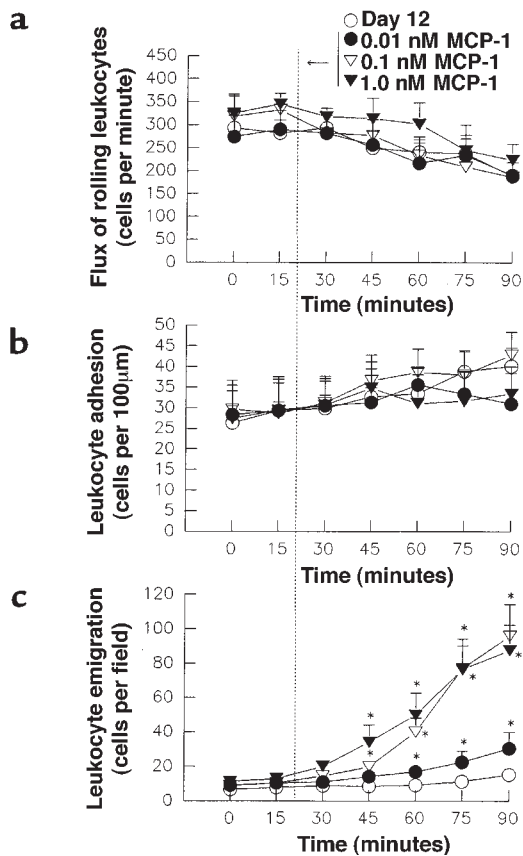 a
Day 12
0.01 nM MCP-1
0.1 nM MCP-1
1.0 nM MCP-1
←
Flux of rolling leukocytes
(cells per minute)
450
400
350
300
250
200
150
100
50
0
0 15 30 45 60 75 90
Time (minutes)
b
Leukocyte adhesion
(cells per 100μm)
50
45
40
35
30
25
20
15
10
5
0
0 15 30 45 60 75 90
Time (minutes)
c
Leukocyte emigration
(cells per field)
120
100
80
60
40
20
0
* * * * * * * * * * *
0 15 30 45 60 75 90
Time (minutes)